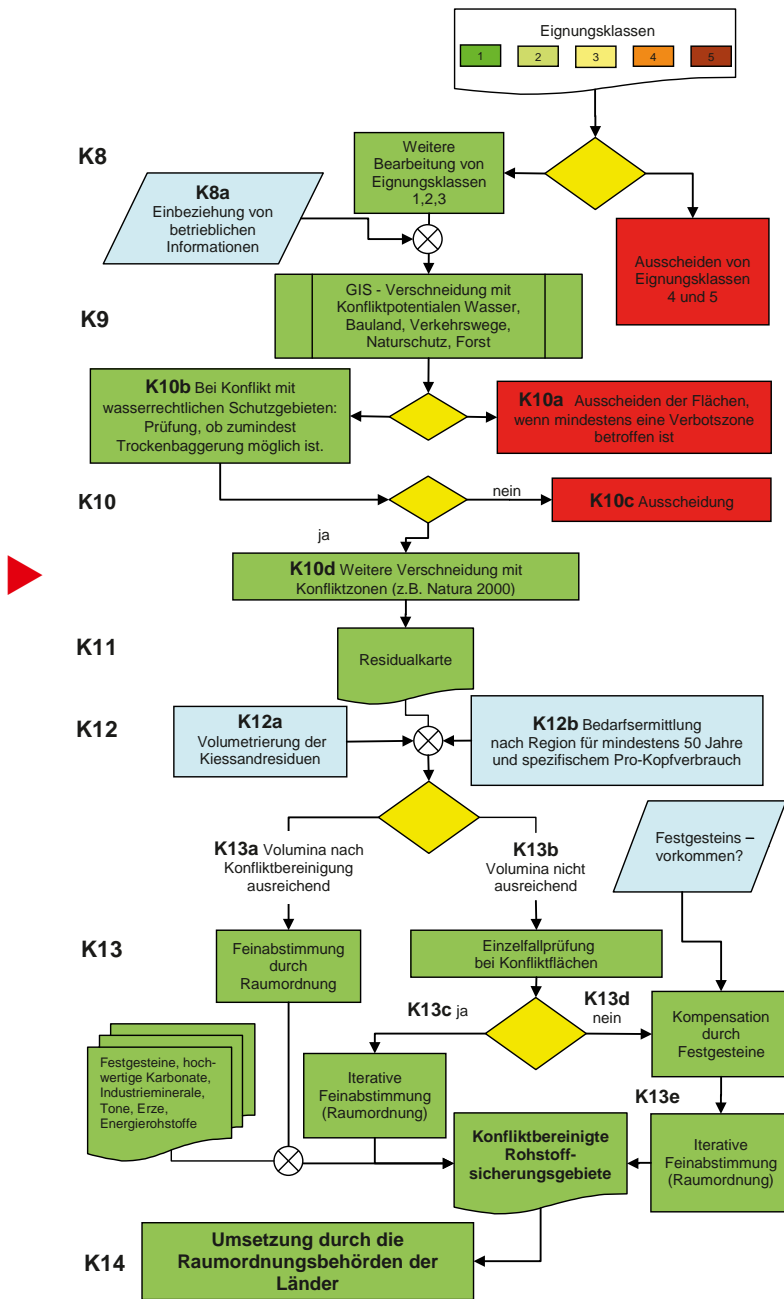 Eignungsklassen
1 2 3 4 5
K8
Weitere
Bearbeitung von
Eignungsklassen
1,2,3
K8a
Einbeziehung von
betrieblichen
Informationen
Ausscheiden von
Eignungsklassen
4 und 5
K9
GIS - Verschneidung mit
Konfliktpotentialen Wasser,
Bauland, Verkehrswege,
Naturschutz, Forst
K10b Bei Konflikt mit
wasserrechtlichen Schutzgebieten:
Prüfung, ob zumindest
Trockenbaggerung möglich ist.
K10a Ausscheiden der Flächen,
wenn mindestens eine Verbotszone
betroffen ist
K10
nein
K10c Ausscheidung
ja
K10d Weitere Verschneidung mit
Konfliktzonen (z.B. Natura 2000)
K11
Residualkarte
K12
K12a
Volumetrierung der
Kiessandresiduen
K12b Bedarfsermittlung
nach Region für mindestens 50 Jahre
und spezifischem Pro-Kopfverbrauch
K13a Volumina nach
Konfliktbereinigung
ausreichend
K13b
Volumina nicht
ausreichend
Festgesteins –
vorkommen?
K13
Feinabstimmung
durch
Raumordnung
Einzelfallprüfung
bei Konfliktflächen
K13c ja
K13d
nein
Kompensation
durch
Festgesteine
Festgesteine, hoch-
wertige Karbonate,
Industrieminerale,
Tone, Erze,
Energierohstoffe
Iterative
Feinabstimmung
(Raumordnung)
K13e
Konfliktbereinigte
Rohstoff-
sicherungsgebiete
Iterative
Feinabstimmung
(Raumordnung)
K14
Umsetzung durch die
Raumordnungsbehörden der
Länder